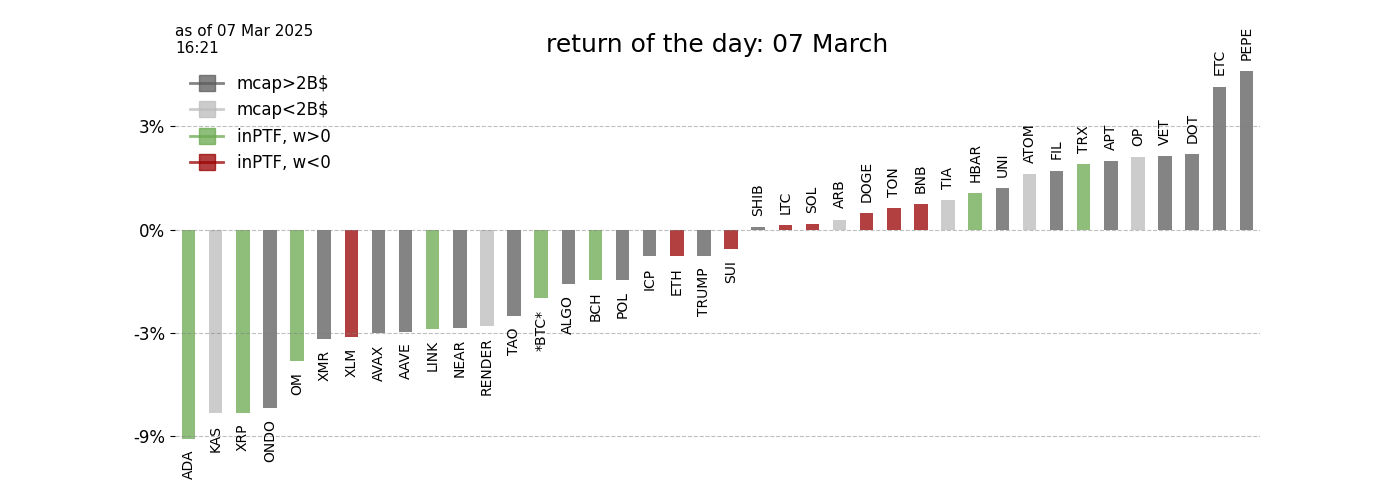 as of 07 Mar 2025
16:21
return of the day: 07 March
mcap>2B$
mcap<2B$
inPTF, w>0
inPTF, w<0
3%
0%
-3%
-9%
ADA
KAS
XRP
ONDO
OM
XMR
XLM
AVAX
AAVE
LINK
NEAR
RENDER
TAO
*BTC*
ALGO
BCH
POL
ICP
ETH
TRUMP
SUI
SHIB
LTC
SOL
ARB
DOGE
TON
BNB
TIA
HBAR
UNI
ATOM
FIL
TRX
APT
OP
VET
DOT
ETC
PEPE